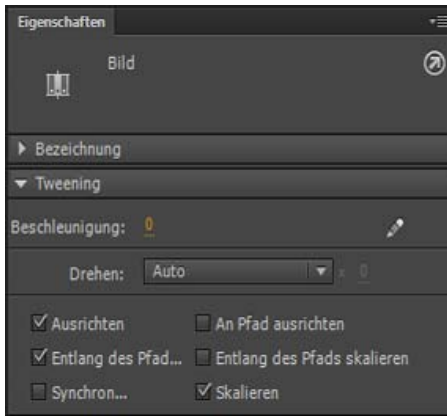 Eigenschaften
Bild
Bezeichnung
Tweening
Beschleunigung: 0
Drehen: Auto x 0
Ausrichten An Pfad ausrichten
Entlang des Pfad... Entlang des Pfads skalieren
Synchron... Skalieren